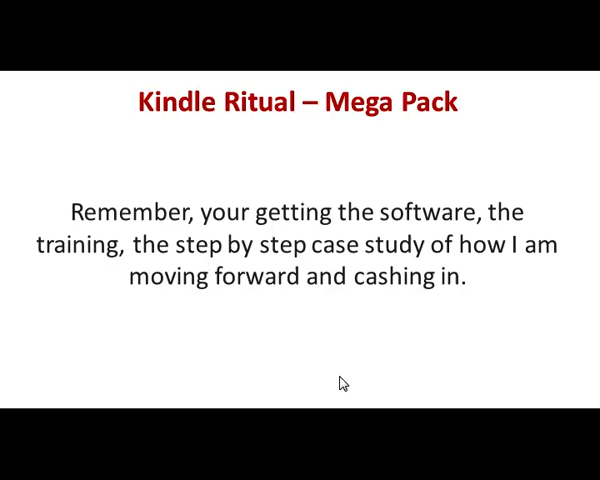 Kindle Ritual – Mega Pack
Remember, your getting the software, the
training, the step by step case study of how I am
moving forward and cashing in.